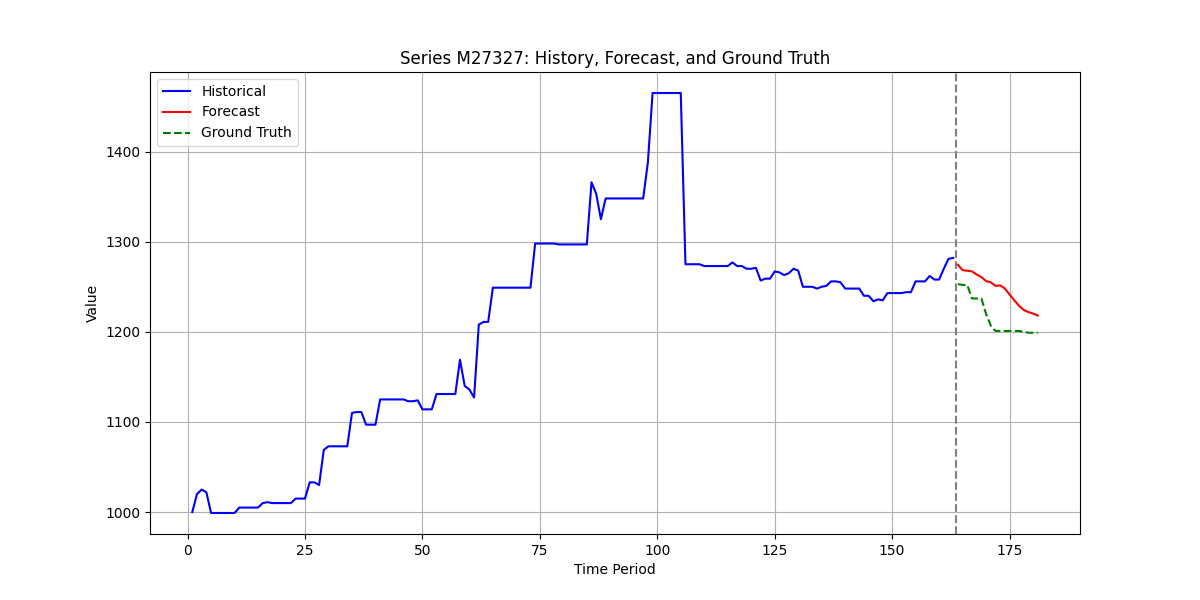 Series M27327: History, Forecast, and Ground Truth
Historical
Forecast
Ground Truth
1400
1300
1200
1100
1000
Value
0 25 50 75 100 125 150 175
Time Period